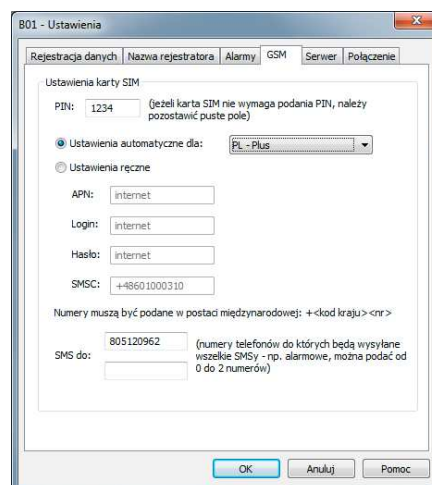 B01 - Ustawienia
Rejestracja danych Nazwa rejestratora Alarmy GSM Serwer Połączenie
Ustawienia karty SIM
PIN: 1234 (jeżeli karta SIM nie wymaga podania PIN, należy
pozostawić puste pole)
Ustawienia automatyczne dla: PL - Plus
Ustawienia ręczne
APN: internet
Login: internet
Hasło: internet
SMSC: +48601000310
Numery muszą być podane w postaci międzynarodowej: +<kod kraju><nr>
SMS do: 805120962 (numery telefonów do których będą wysyłane
wszelkie SMSy - np. alarmowe, można podać od
0 do 2 numerów)
OK Anuluj Pomoc